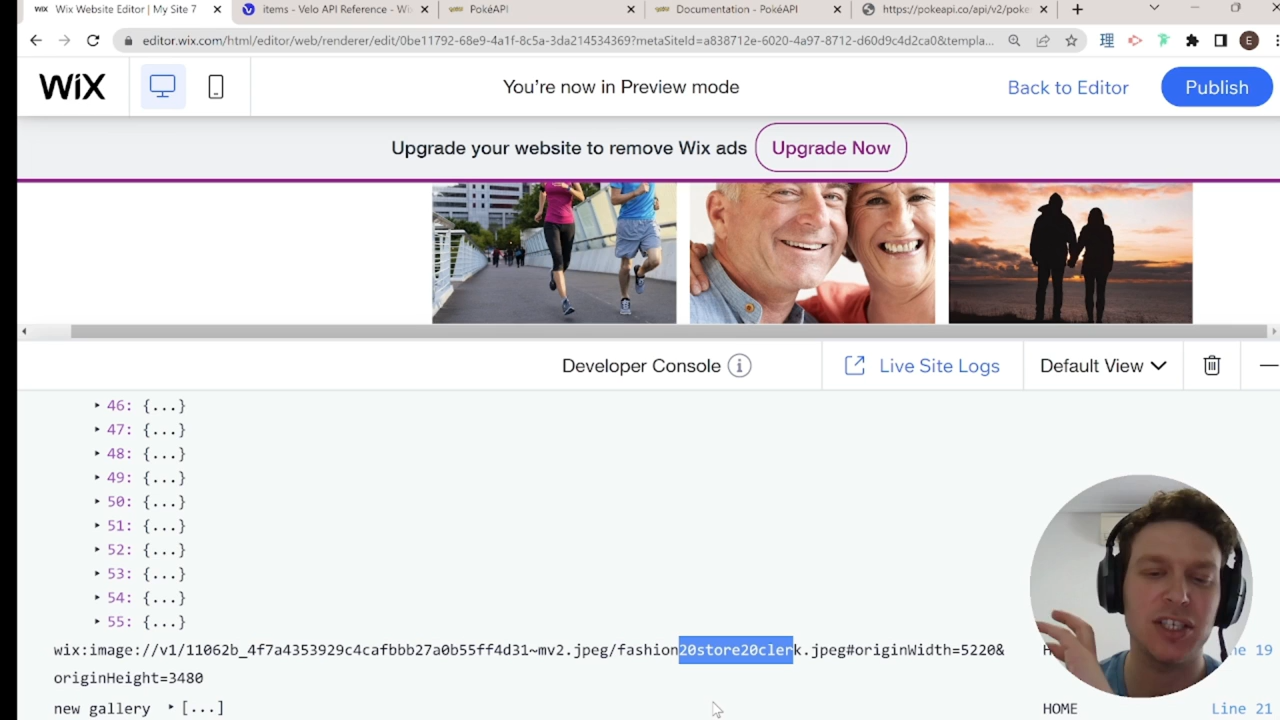 WiX Wix Website Editor | My Site 7
items - Velo API Reference - Wi
PokéAPI
Documentation - PokéAPI
https://pokeapi.co/api/v2/poke
editor.wix.com/html/editor/web/renderer/edit/0be11792-68e9-4a1f-8c5a-3da214534369?metaSiteId=a838712e-6020-4a97-8712-d60d9c4d2ca0&templa...
理
E
WiX
You're now in Preview mode
Back to Editor
Publish
Upgrade your website to remove Wix ads
Upgrade Now
Developer Console
Live Site Logs
Default View
46: {...}
47: {...}
48: {...}
49: {...}
50: {...}
51: {...}
52: {...}
53: {...}
54: {...}
55: {...}
wix:image://v1/11062b_4f7a4353929c4cafbbb27a0b55ff4d31~mv2.jpeg/fashion20store20clerk.jpeg#originWidth=5220&
originHeight=3480
19
new gallery [...]
HOME
Line 21